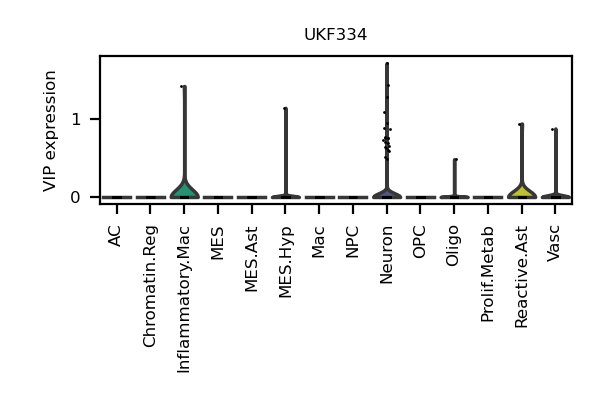 UKF334
VIP expression
1
0
AC
Chromatin.Reg
Inflammatory.Mac
MES
MES.Ast
MES.Hyp
Mac
NPC
Neuron
OPC
Oligo
Prolif.Metab
Reactive.Ast
Vasc